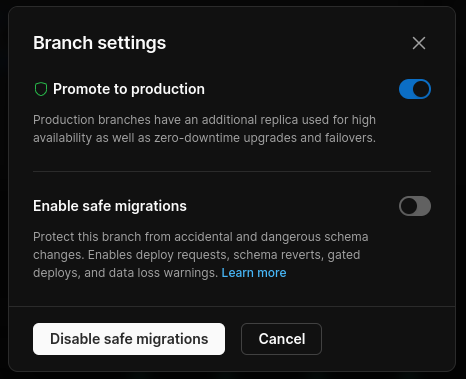 Branch settings
Promote to production
Production branches have an additional replica used for high
availability as well as zero-downtime upgrades and failovers.
Enable safe migrations
Protect this branch from accidental and dangerous schema
changes. Enables deploy requests, schema reverts, gated
deploys, and data loss warnings. Learn more
Disable safe migrations
Cancel